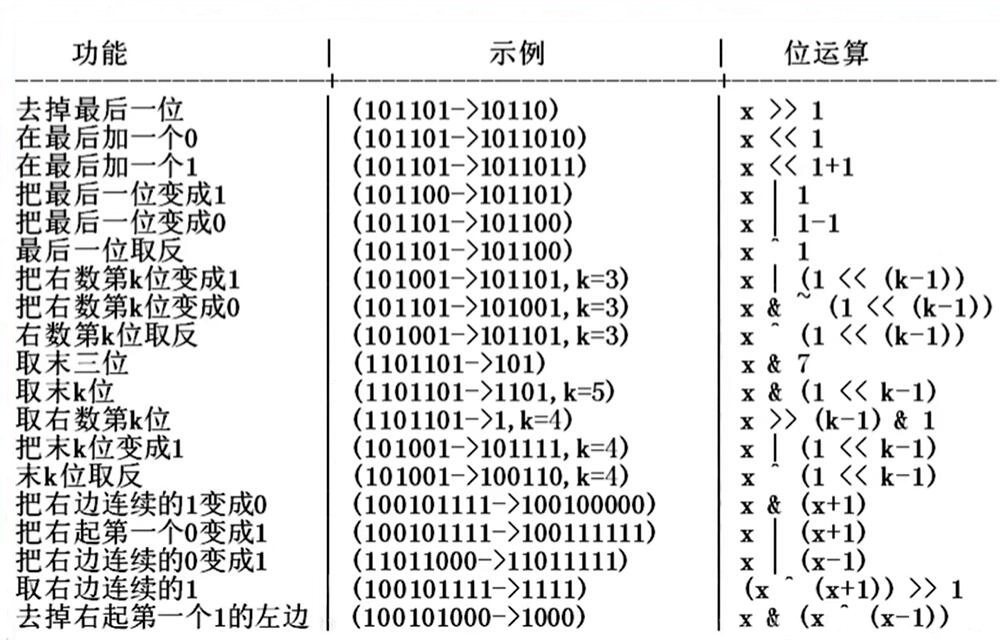 功能 | 示例 | 位运算
去掉最后一位 | (101101->10110) | x >> 1
在最后加一个0 | (101101->1011010) | x << 1
在最后加一个1 | (101101->1011011) | x << 1+1
把最后一位变成1 | (101100->101101) | x | 1
把最后一位变成0 | (101101->101100) | x | 1-1
最后一位取反 | (101101->101100) | x ^ 1
把右数第k位变成1 | (101001->101101,k=3) | x | (1 << (k-1))
把右数第k位变成0 | (101101->101001,k=3) | x & ~ (1 << (k-1))
右数第k位取反 | (101001->101101,k=3) | x ^ (1 << (k-1))
取末三位 | (1101101->101) | x & 7
取末k位 | (1101101->1101,k=5) | x & (1 << k-1)
取右数第k位 | (1101101->1,k=4) | x >> (k-1) & 1
把末k位变成1 | (101001->101111,k=4) | x | (1 << k-1)
末k位取反 | (101001->100110,k=4) | x ^ (1 << k-1)
把右边连续的1变成0 | (100101111->100100000) | x & (x+1)
把右起第一个0变成1 | (100101111->100111111) | x | (x+1)
把右边连续的0变成1 | (11011000->11011111) | x | (x-1)
取右边连续的1 | (100101111->1111) | (x ^ (x+1)) >> 1
去掉右起第一个1的左边 | (100101000->1000) | x & (x ^ (x-1))